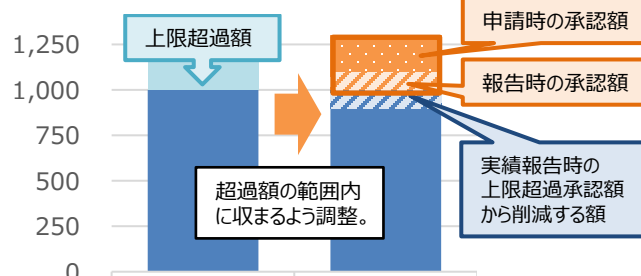 申請時の承認額
上限超過額
1,250
報告時の承認額
1,000
750
実績報告時の
上限超過承認額
から削減する額
500
超過額の範囲内
に収まるよう調整。
250
0